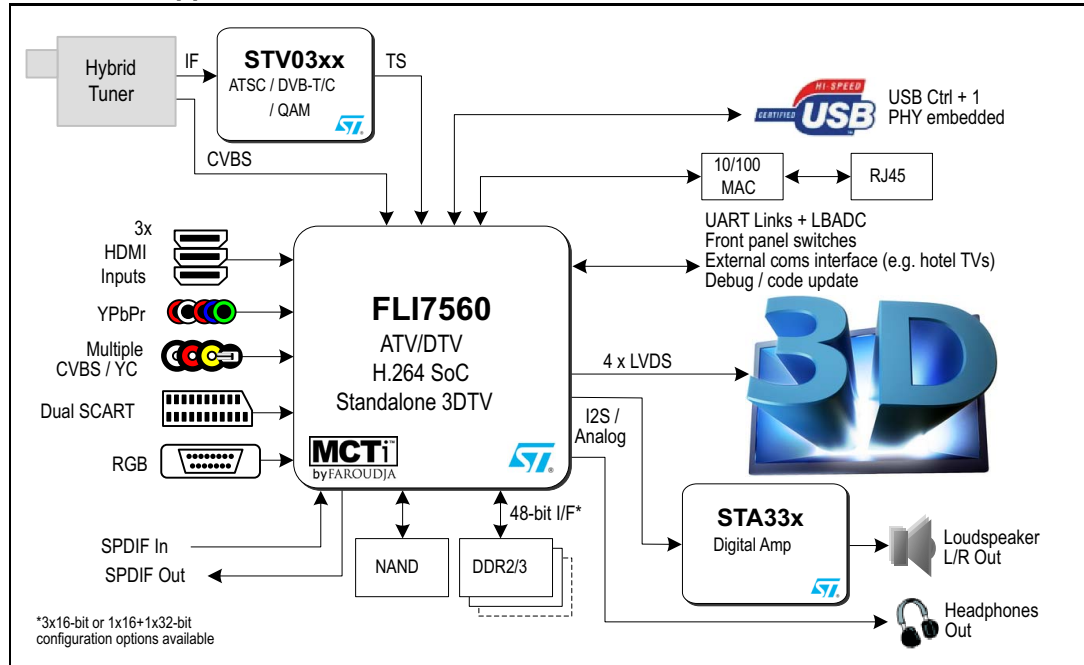 Hybrid
Tuner
IF
STV03xx
ATSC / DVB-T/C
/ QAM
ST
TS
CVBS
HI-SPEED
CERTIFIED
USB
USB Ctrl + 1
PHY embedded
10/100
MAC
RJ45
UART Links + LBADC
Front panel switches
External coms interface (e.g. hotel TVs)
Debug / code update
3x
HDMI
Inputs
YPbPr
Multiple
CVBS / YC
Dual SCART
RGB
FLI7560
ATV/DTV
H.264 SoC
Standalone 3DTV
MCTi™
by FAROUDJA
ST
4 x LVDS
3D
I2S /
Analog
48-bit I/F*
SPDIF In
SPDIF Out
NAND
DDR2/3
STA33x
Digital Amp
ST
Loudspeaker
L/R Out
Headphones
Out
*3x16-bit or 1x16+1x32-bit
configuration options available